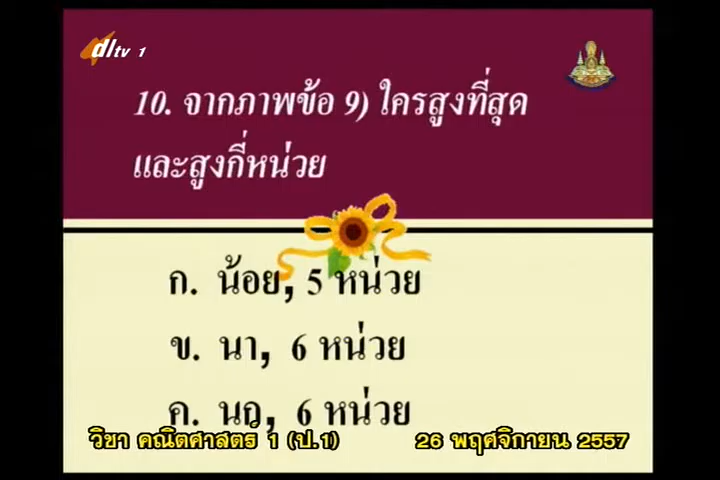 dltv 1
10. จากภาพข้อ 9) ใครสูงที่สุด
และสูงกี่หน่วย
ก. น้อย, 5 หน่วย
ข. นา, 6 หน่วย
ค. นก, 6 หน่วย
วิชา คณิตศาสตร์ 1 (ป.1) 26 พฤศจิกายน 2557